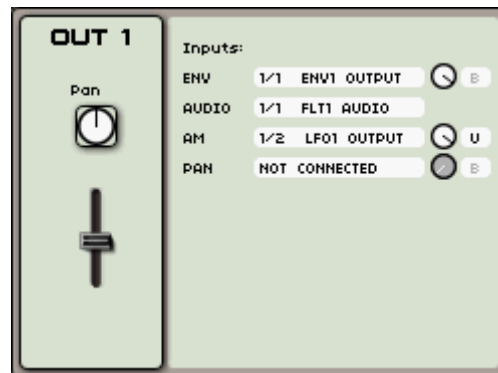 OUT 1
Pan
Inputs:
ENV 1/1 ENV1 OUTPUT B
AUDIO 1/1 FLT1 AUDIO
AM 1/2 LFO1 OUTPUT U
PAN NOT CONNECTED B